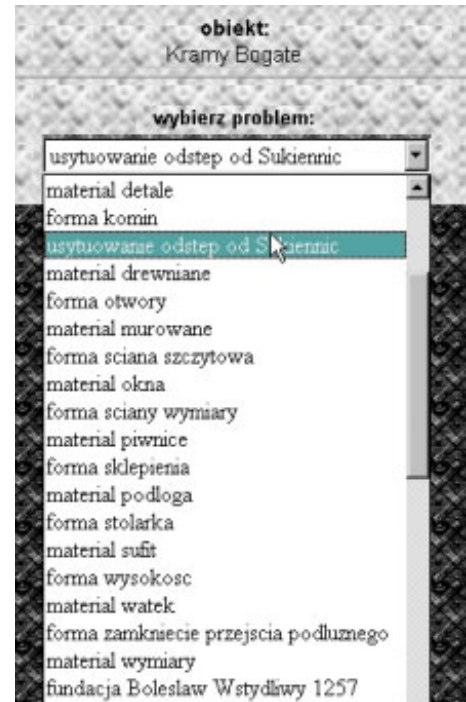 obiekt:
Kramy Bogate
wybierz problem:
usytuowanie odstep od Sukiennic
material detale
forma komin
usytuowanie odstep od Sukiennic
material drewniane
forma otwory
material murowane
forma sciana szczytowa
material okna
forma sciany wymiary
material piwnice
forma sklepienia
material podloga
forma stolarka
material sufit
forma wysokosc
material watek
forma zamkniecie przejscia podluznego
material wymiary
fundacja Boleslaw Wstydliwy 1257